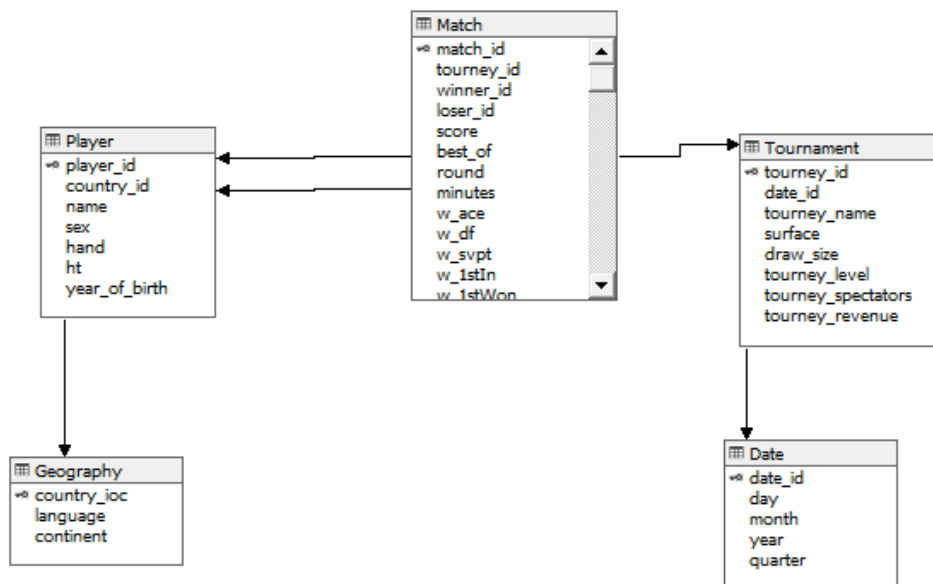 Match
match_id
tourney_id
winner_id
loser_id
score
best_of
round
minutes
w_ace
w_df
w_svpt
w_1stIn
w_1stWon
Player
player_id
country_id
name
sex
hand
ht
year_of_birth
Tournament
tourney_id
date_id
tourney_name
surface
draw_size
tourney_level
tourney_spectators
tourney_revenue
Geography
country_ioc
language
continent
Date
date_id
day
month
year
quarter